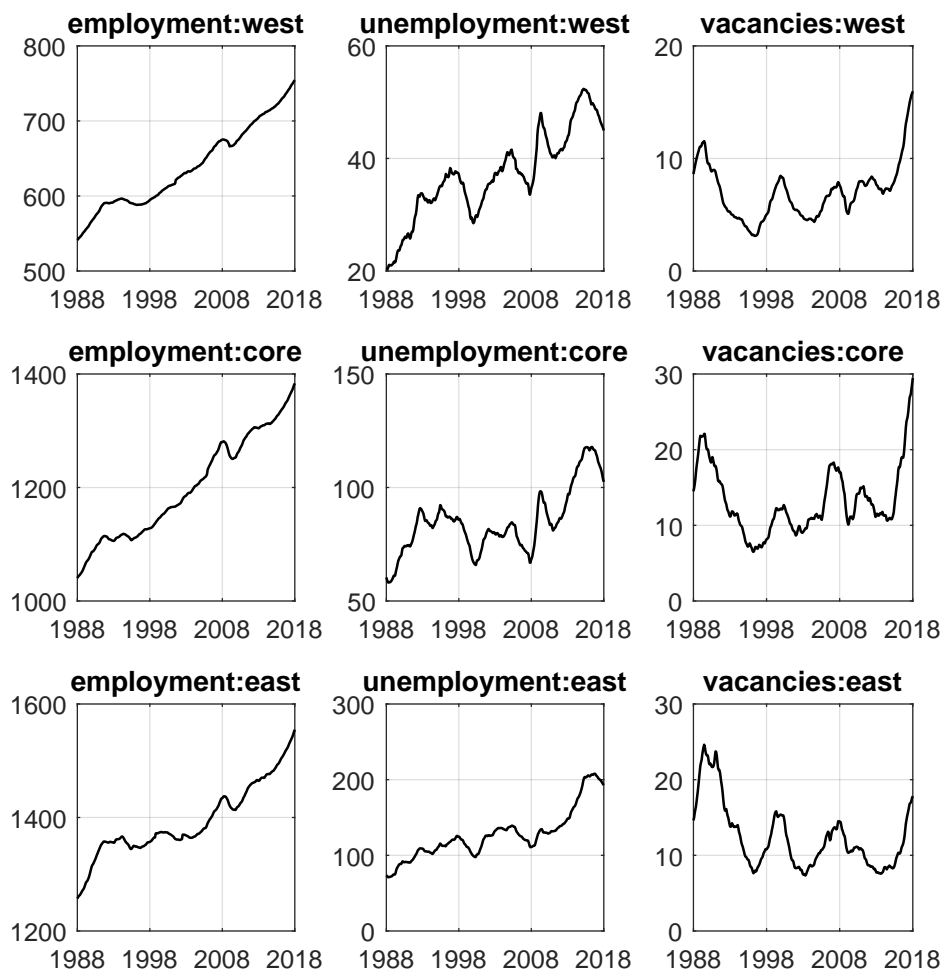 employment:west
800
700
600
500
1988 1998 2008 2018
unemployment:west
60
40
20
1988 1998 2008 2018
vacancies:west
20
10
0
1988 1998 2008 2018
employment:core
1400
1200
1000
1988 1998 2008 2018
unemployment:core
150
100
50
1988 1998 2008 2018
vacancies:core
30
20
10
0
1988 1998 2008 2018
employment:east
1600
1400
1200
1988 1998 2008 2018
unemployment:east
300
200
100
0
1988 1998 2008 2018
vacancies:east
30
20
10
0
1988 1998 2008 2018